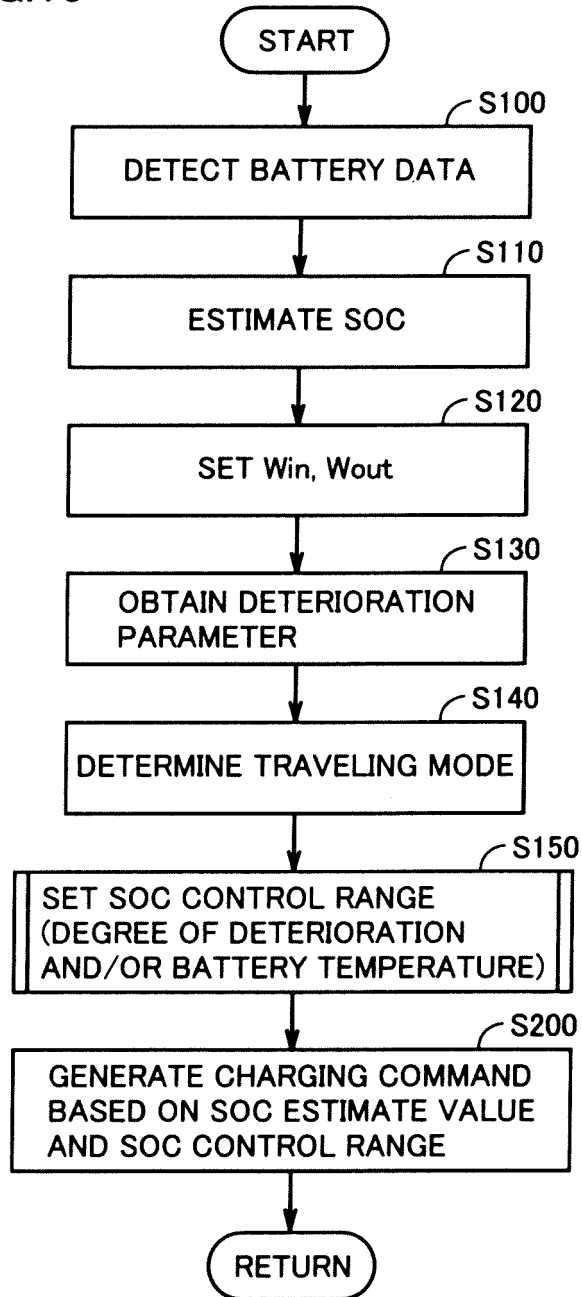 START
S100
DETECT BATTERY DATA
S110
ESTIMATE SOC
S120
SET Win, Wout
S130
OBTAIN DETERIORATION
PARAMETER
S140
DETERMINE TRAVELING MODE
S150
SET SOC CONTROL RANGE
(DEGREE OF DETERIORATION
AND/OR BATTERY TEMPERATURE)
S200
GENERATE CHARGING COMMAND
BASED ON SOC ESTIMATE VALUE
AND SOC CONTROL RANGE
RETURN